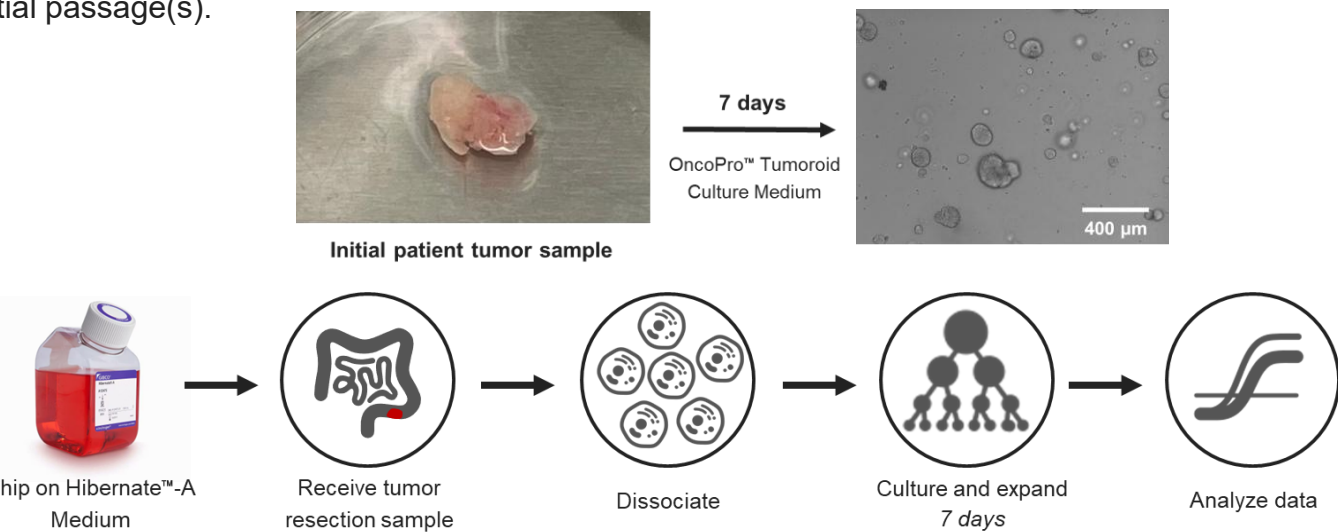 tial passage(s).
7 days
OncoPro™ Tumoroid
Culture Medium
400 µm
Initial patient tumor sample
hip on Hibernate™-A
Medium
Receive tumor
resection sample
Dissociate
Culture and expand
7 days
Analyze data